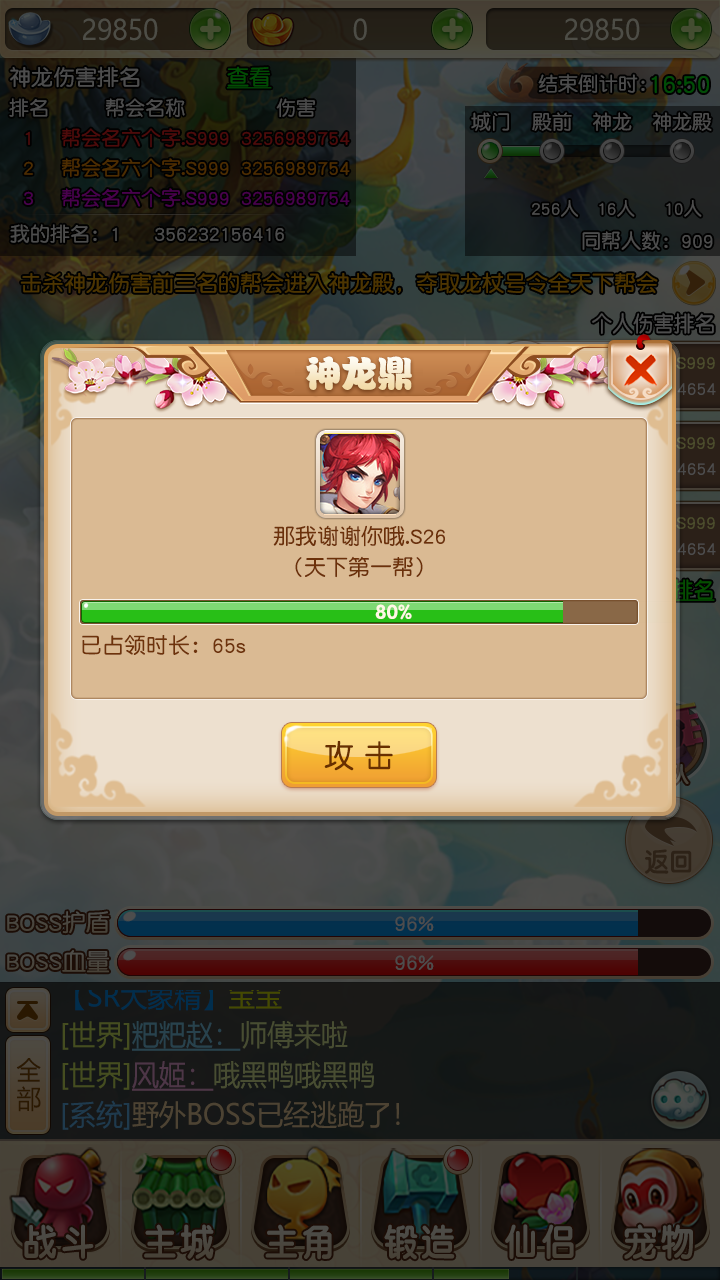 29850 0 29850
神龙伤害排名 查看
排名 帮会名称 伤害
1 帮会名六个字.S999 3256989754
2 帮会名六个字.S999 3256989754
3 帮会名六个字.S999 3256989754
我的排名：1 356232156416
结束倒计时:16:50
城门 殿前 神龙 神龙殿
256人 16人 10人
同帮人数：909
击杀神龙伤害前三名的帮会进入神龙殿，夺取龙杖号令全天下帮会
个人伤害排名
S999
4654
S999
4654
S999
4654
排名
神龙鼎
那我谢谢你哦.S26
（天下第一帮）
80%
已占领时长：65s
攻击
人
返回
BOSS护盾 96%
BOSS血量 96%
【SR大象精】宝宝
[世界]粑粑赵：师傅来啦
[世界]风姬：哦黑鸭哦黑鸭
[系统]野外BOSS已经逃跑了！
全部
战斗 主城 主角 锻造 仙侣 宠物